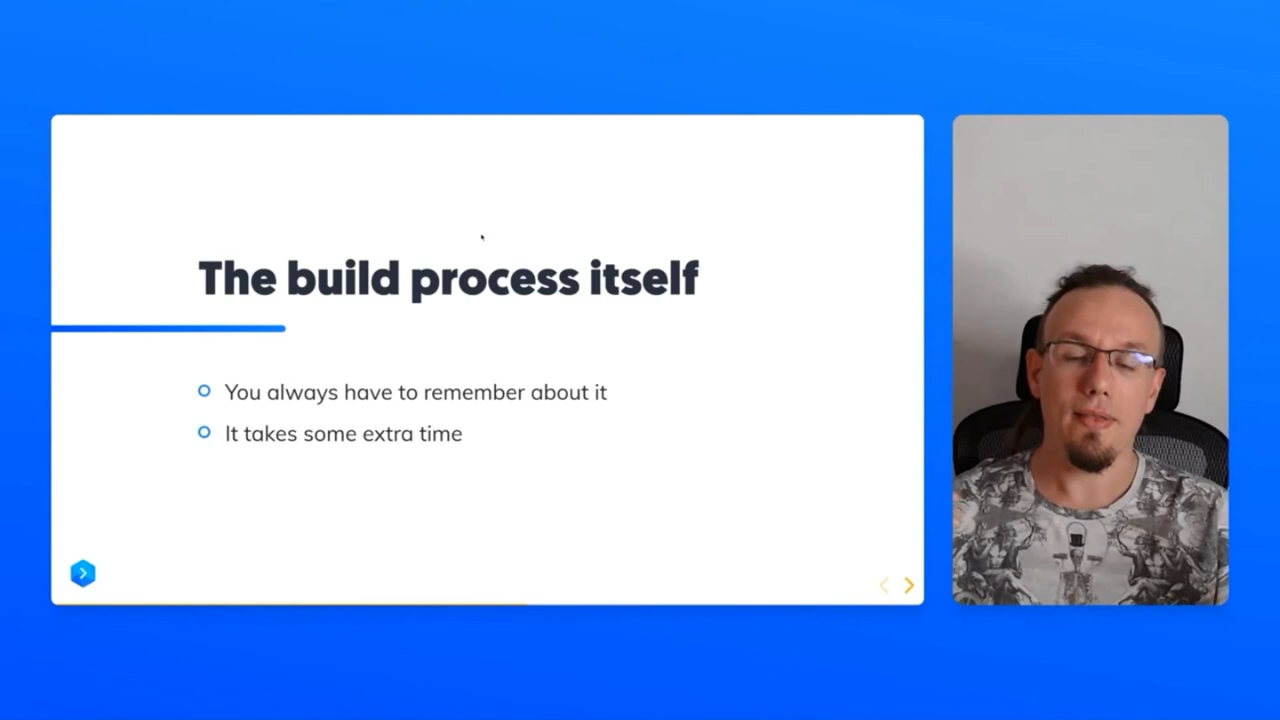 The build process itself
You always have to remember about it
It takes some extra time